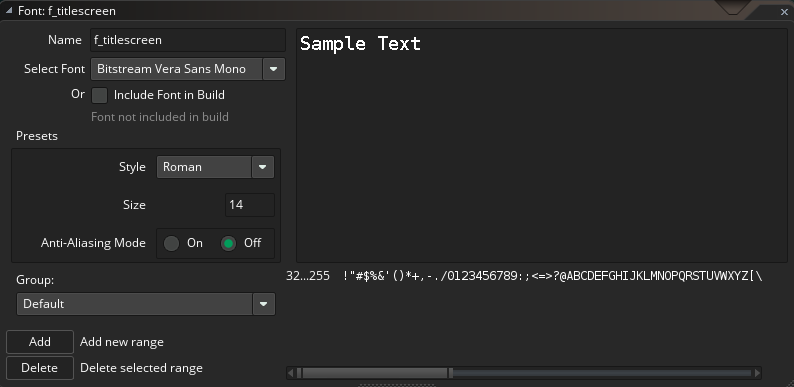 Font: f_titlescreen
Name f_titlescreen
Sample Text
Select Font Bitstream Vera Sans Mono
Or Include Font in Build
Font not included in build
Presets
Style Roman
Size 14
Anti-Aliasing Mode On Off
Group:
Default
32...255 !"#$%&'()*+,-./0123456789:;<=>?@ABCDEFGHIJKLMNOPQRSTUVWXYZ[\
Add Add new range
Delete Delete selected range